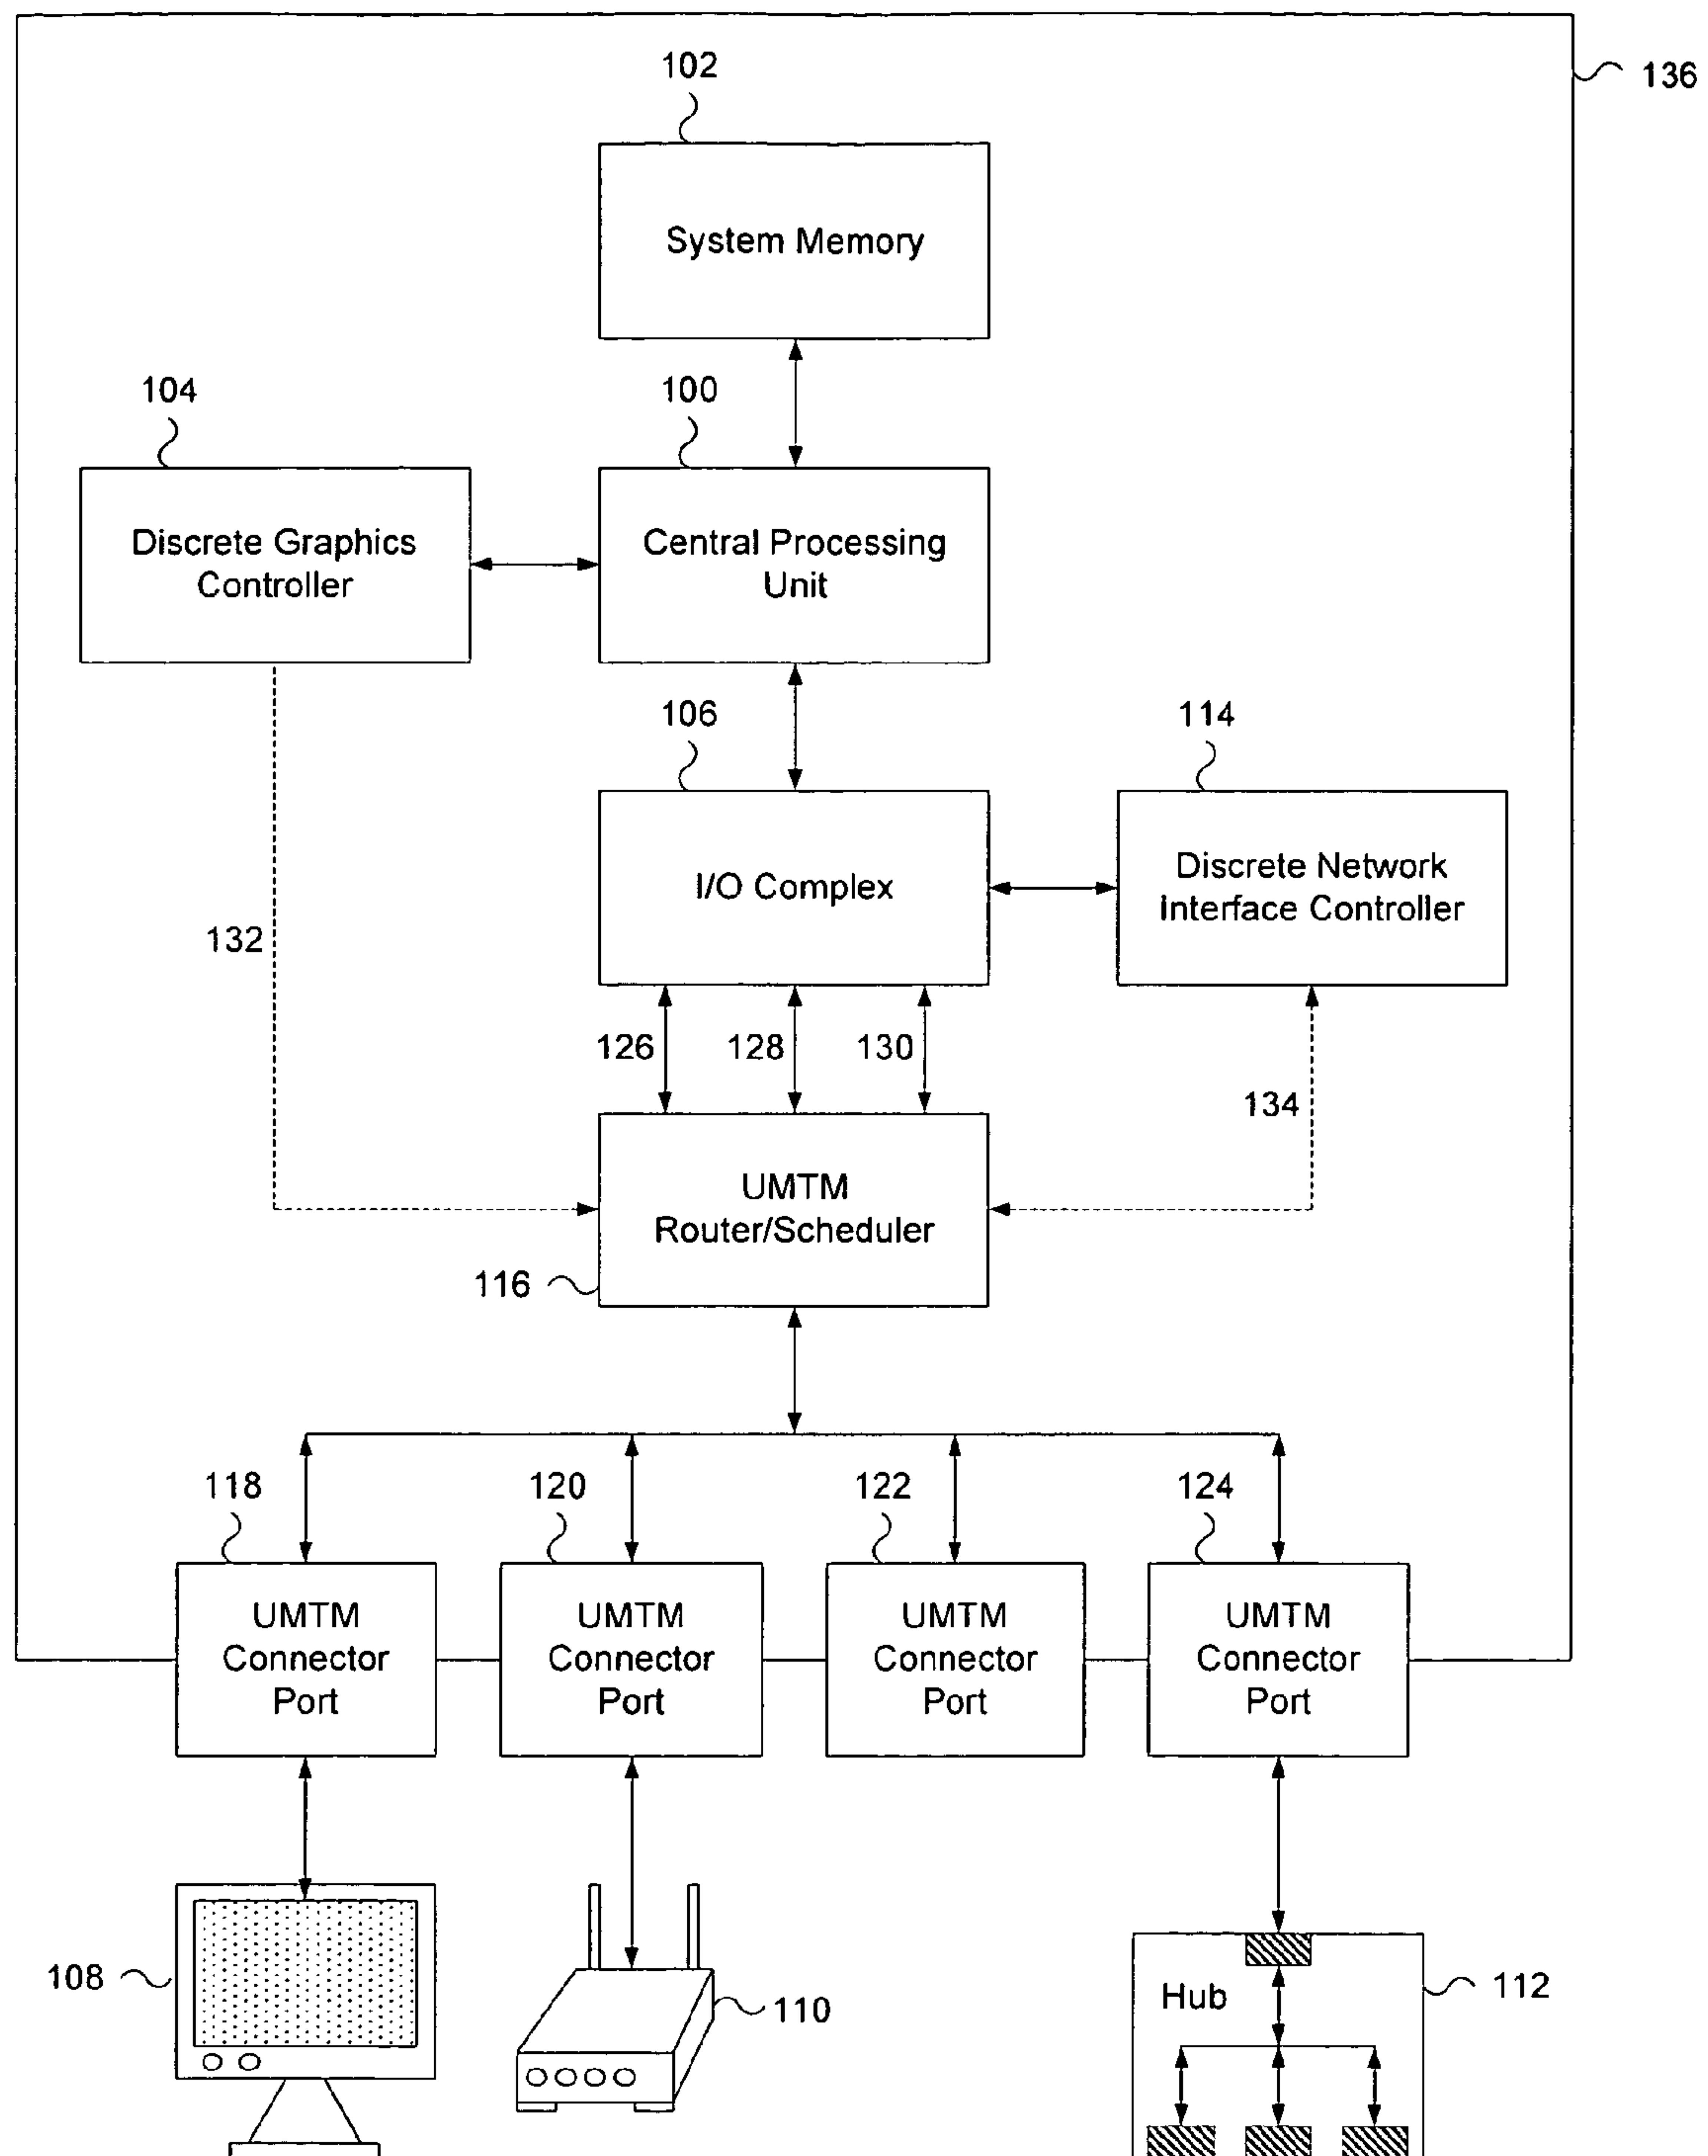 136
102
System Memory
104
100
Discrete Graphics
Controller
Central Processing
Unit
106
114
I/O Complex
Discrete Network
Interface Controller
132
126
128
130
134
UMTM
Router/Scheduler
116
118
120
122
124
UMTM
Connector
Port
UMTM
Connector
Port
UMTM
Connector
Port
UMTM
Connector
Port
108
110
Hub
112